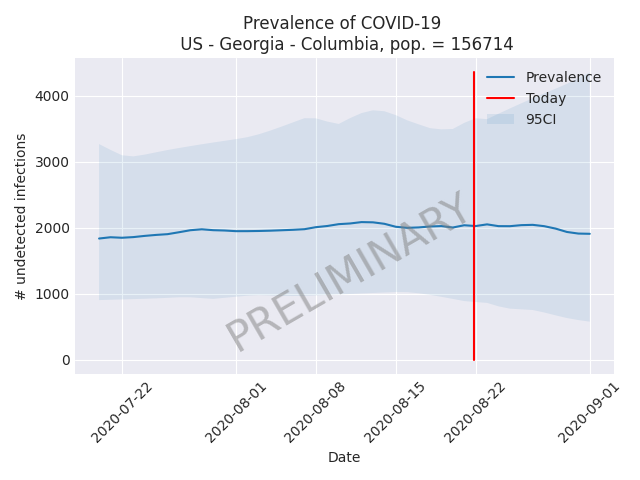 Prevalence of COVID-19
US - Georgia - Columbia, pop. = 156714
Prevalence
Today
95CI
# undetected infections
4000
3000
2000
1000
0
PRELIMINARY
2020-07-22
2020-08-01
2020-08-08
2020-08-15
2020-08-22
2020-09-01
Date